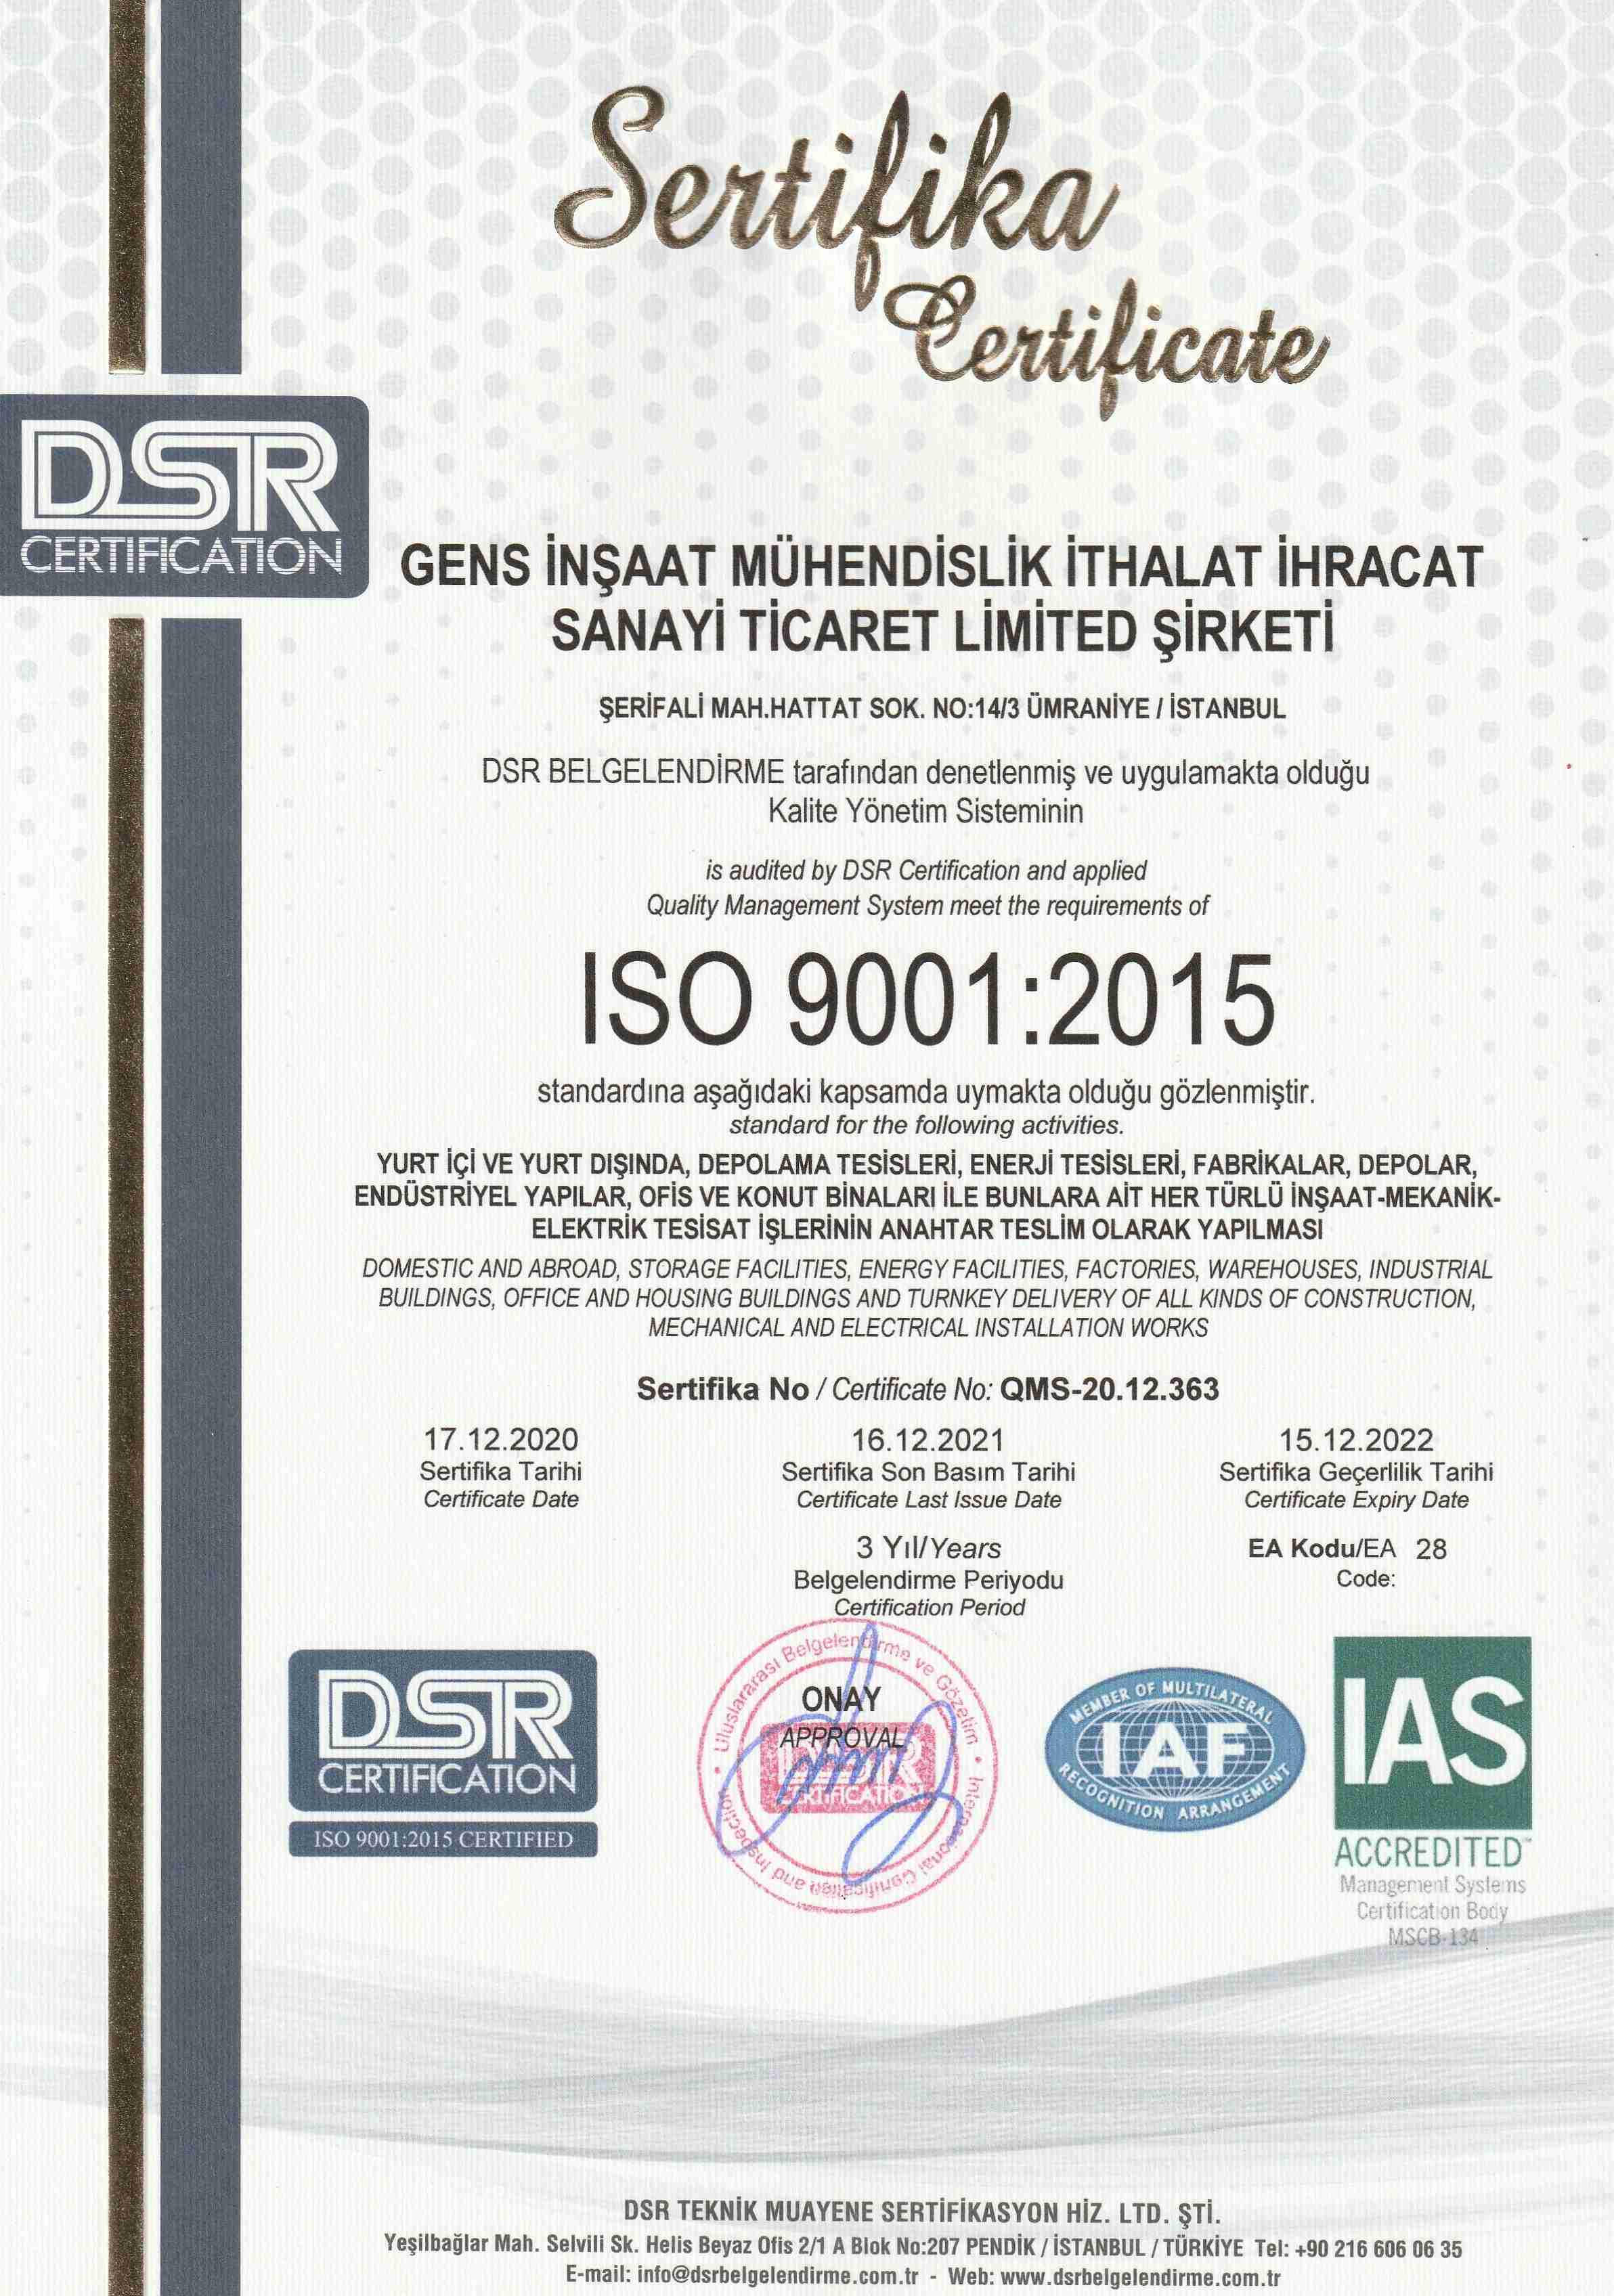 Sertifika
Certificate
DSR
CERTIFICATION
GENS İNŞAAT MÜHENDİSLİK İTHALAT İHRACAT
SANAYİ TİCARET LİMİTED ŞİRKETİ
ŞERİFALİ MAH.HATTAT SOK. NO:14/3 ÜMRANİYE / İSTANBUL
DSR BELGELENDİRME tarafından denetlenmiş ve uygulamakta olduğu
Kalite Yönetim Sisteminin
is audited by DSR Certification and applied
Quality Management System meet the requirements of
ISO 9001:2015
standardına aşağıdaki kapsamda uymakta olduğu gözlenmiştir.
standard for the following activities.
YURT İÇİ VE YURT DIŞINDA, DEPOLAMA TESİSLERİ, ENERJİ TESİSLERİ, FABRİKALAR, DEPOLAR,
ENDÜSTRİYEL YAPILAR, OFİS VE KONUT BİNALARI İLE BUNLARA AİT HER TÜRLÜ İNŞAAT-MEKANİK-
ELEKTRİK TESİSAT İŞLERİNİN ANAHTAR TESLİM OLARAK YAPILMASI
DOMESTIC AND ABROAD, STORAGE FACILITIES, ENERGY FACILITIES, FACTORIES, WAREHOUSES, INDUSTRIAL
BUILDINGS, OFFICE AND HOUSING BUILDINGS AND TURNKEY DELIVERY OF ALL KINDS OF CONSTRUCTION,
MECHANICAL AND ELECTRICAL INSTALLATION WORKS
Sertifika No / Certificate No: QMS-20.12.363
17.12.2020 16.12.2021 15.12.2022
Sertifika Tarihi Sertifika Son Basım Tarihi Sertifika Geçerlilik Tarihi
Certificate Date Certificate Last Issue Date Certificate Expiry Date
3 Yıl/Years EA Kodu/EA 28
Belgelendirme Periyodu Code:
Certification Period
DSR
CERTIFICATION
ISO 9001:2015 CERTIFIED
Uluslararası Belgelendirme ve Gözetim
International Certification and Inspection
ONAY
APPROVAL
DSR
CERTIFICATION
MEMBER OF MULTILATERAL
IAF
RECOGNITION ARRANGEMENT
IAS
ACCREDITED™
Management Systems
Certification Body
MSCB-134
DSR TEKNİK MUAYENE SERTİFİKASYON HİZ. LTD. ŞTİ.
Yeşilbağlar Mah. Selvili Sk. Helis Beyaz Ofis 2/1 A Blok No:207 PENDİK / İSTANBUL / TÜRKİYE Tel: +90 216 606 06 35
E-mail: info@dsrbelgelendirme.com.tr - Web: www.dsrbelgelendirme.com.tr